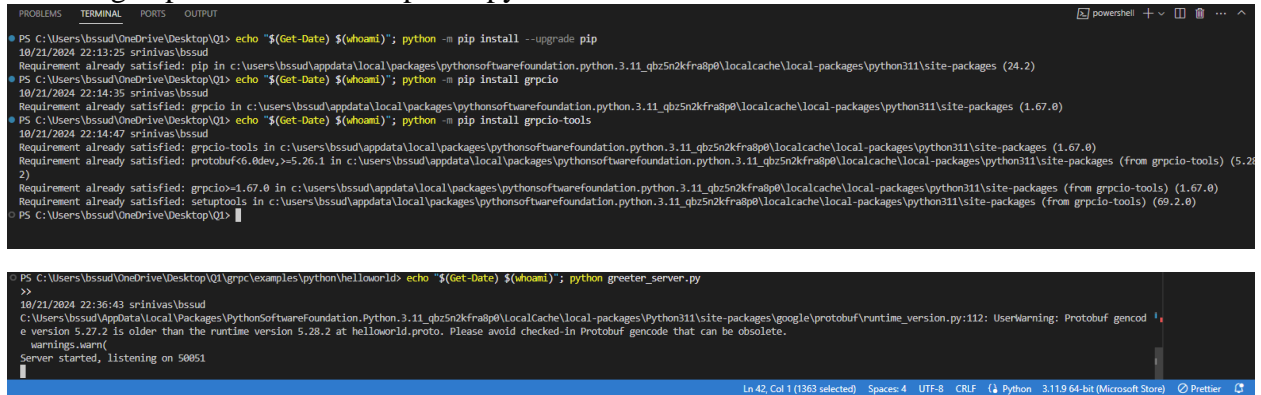 PROBLEMS TERMINAL PORTS OUTPUT powershell
PS C:\Users\bssud\OneDrive\Desktop\Q1> echo "$(Get-Date) $(whoami)"; python -m pip install --upgrade pip
10/21/2024 22:13:25 srinivas\bssud
Requirement already satisfied: pip in c:\users\bssud\appdata\local\packages\pythonsoftwarefoundation.python.3.11_qbz5n2kfra8p0\localcache\local-packages\python311\site-packages (24.2)
PS C:\Users\bssud\OneDrive\Desktop\Q1> echo "$(Get-Date) $(whoami)"; python -m pip install grpcio
10/21/2024 22:14:35 srinivas\bssud
Requirement already satisfied: grpcio in c:\users\bssud\appdata\local\packages\pythonsoftwarefoundation.python.3.11_qbz5n2kfra8p0\localcache\local-packages\python311\site-packages (1.67.0)
PS C:\Users\bssud\OneDrive\Desktop\Q1> echo "$(Get-Date) $(whoami)"; python -m pip install grpcio-tools
10/21/2024 22:14:47 srinivas\bssud
Requirement already satisfied: grpcio-tools in c:\users\bssud\appdata\local\packages\pythonsoftwarefoundation.python.3.11_qbz5n2kfra8p0\localcache\local-packages\python311\site-packages (1.67.0)
Requirement already satisfied: protobuf<6.0dev,>=5.26.1 in c:\users\bssud\appdata\local\packages\pythonsoftwarefoundation.python.3.11_qbz5n2kfra8p0\localcache\local-packages\python311\site-packages (from grpcio-tools) (5.28
2)
Requirement already satisfied: grpcio>=1.67.0 in c:\users\bssud\appdata\local\packages\pythonsoftwarefoundation.python.3.11_qbz5n2kfra8p0\localcache\local-packages\python311\site-packages (from grpcio-tools) (1.67.0)
Requirement already satisfied: setuptools in c:\users\bssud\appdata\local\packages\pythonsoftwarefoundation.python.3.11_qbz5n2kfra8p0\localcache\local-packages\python311\site-packages (from grpcio-tools) (69.2.0)
PS C:\Users\bssud\OneDrive\Desktop\Q1>
PS C:\Users\bssud\OneDrive\Desktop\Q1\grpc\examples\python\helloworld> echo "$(Get-Date) $(whoami)"; python greeter_server.py
>>
10/21/2024 22:36:43 srinivas\bssud
C:\Users\bssud\AppData\Local\Packages\PythonSoftwareFoundation.Python.3.11_qbz5n2kfra8p0\LocalCache\local-packages\Python311\site-packages\google\protobuf\runtime_version.py:112: UserWarning: Protobuf gencod
e version 5.27.2 is older than the runtime version 5.28.2 at helloworld.proto. Please avoid checked-in Protobuf gencode that can be obsolete.
warnings.warn(
Server started, listening on 50051
Ln 42, Col 1 (1363 selected) Spaces: 4 UTF-8 CRLF Python 3.11.9 64-bit (Microsoft Store) Prettier